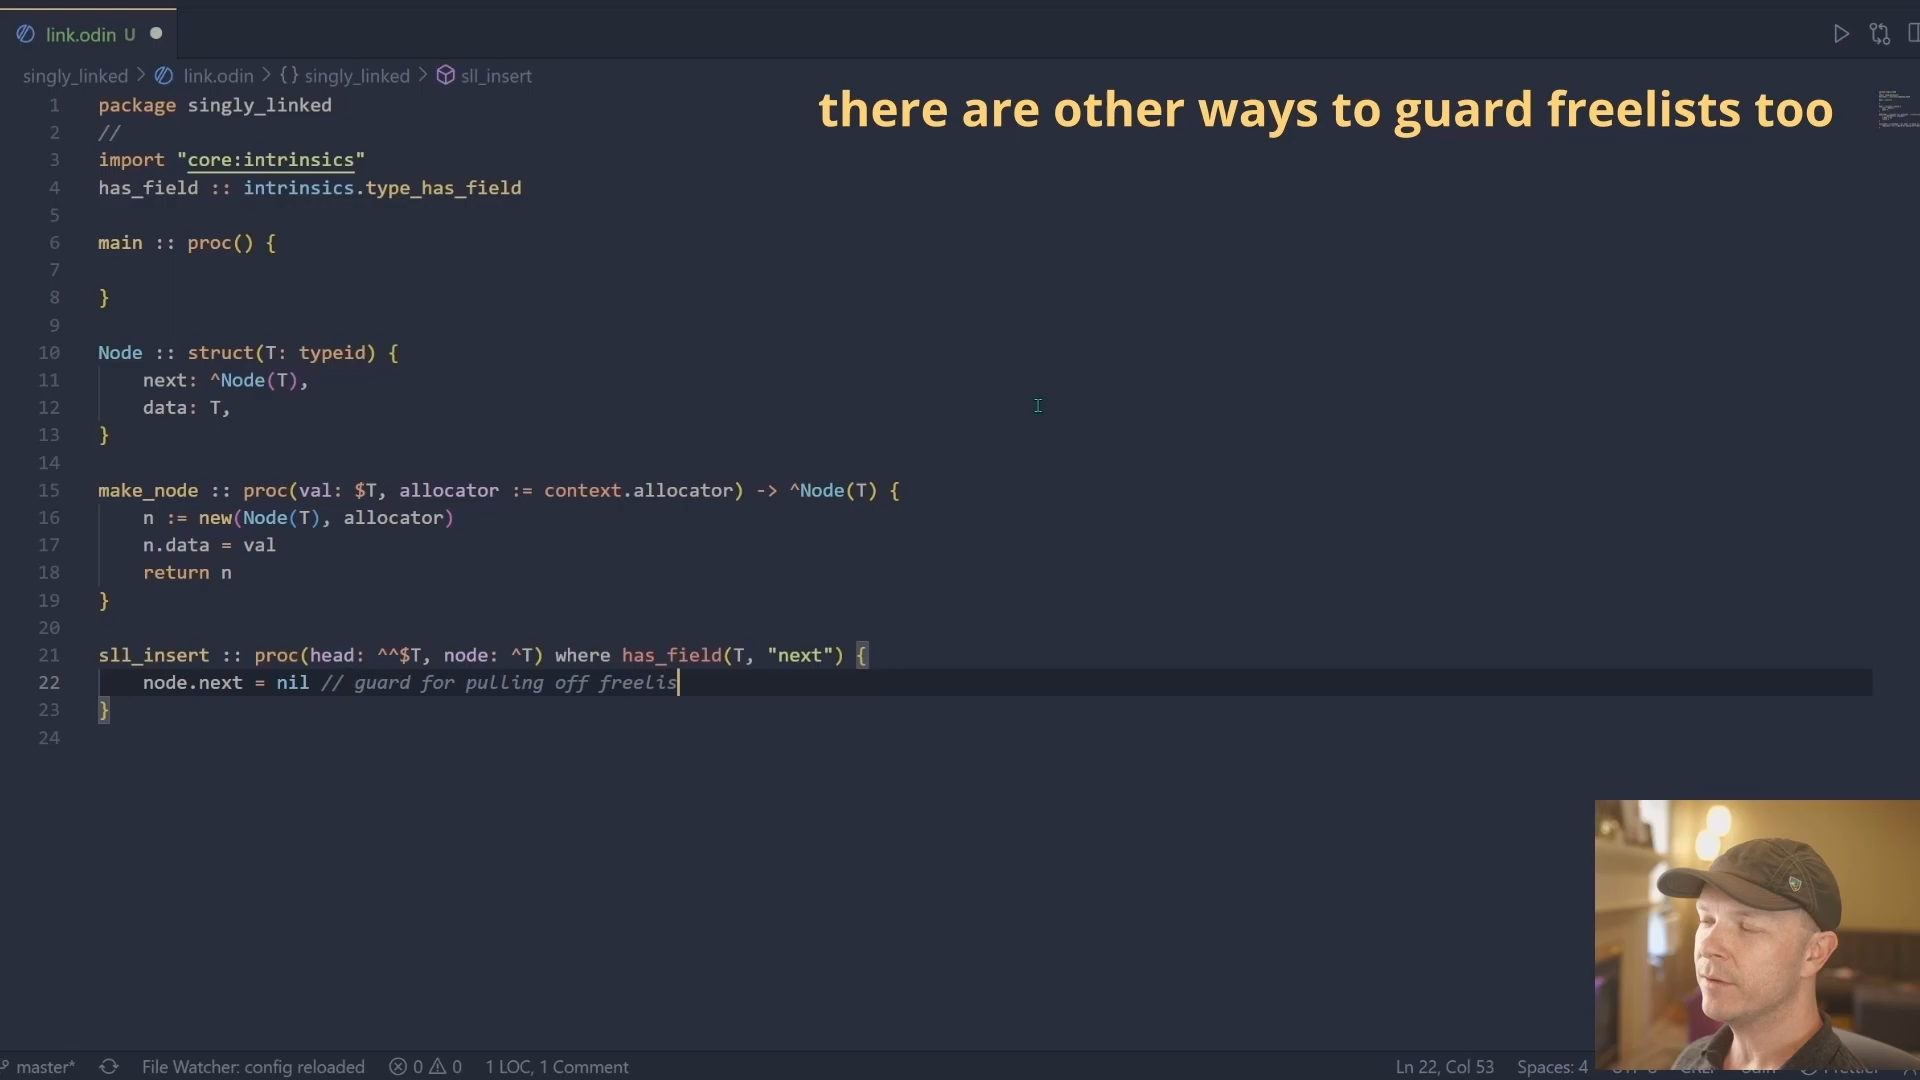 link.odin U
singly_linked > link.odin > {} singly_linked > sll_insert
there are other ways to guard freelists too
1 package singly_linked
2 //
3 import "core:intrinsics"
4 has_field :: intrinsics.type_has_field
5
6 main :: proc() {
7
8 }
9
10 Node :: struct(T: typeid) {
11 next: ^Node(T),
12 data: T,
13 }
14
15 make_node :: proc(val: $T, allocator := context.allocator) -> ^Node(T) {
16 n := new(Node(T), allocator)
17 n.data = val
18 return n
19 }
20
21 sll_insert :: proc(head: ^^$T, node: ^T) where has_field(T, "next") {
22 node.next = nil // guard for pulling off freelis
23 }
24
master* File Watcher: config reloaded 0 0 1 LOC, 1 Comment Ln 22, Col 53 Spaces: 4